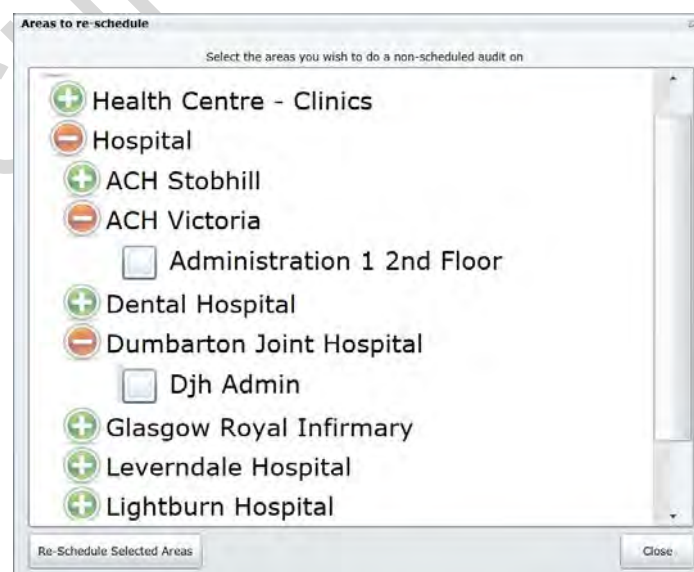 Areas to re-schedule
Select the areas you wish to do a non-scheduled audit on
Health Centre - Clinics
Hospital
ACH Stobhill
ACH Victoria
Administration 1 2nd Floor
Dental Hospital
Dumbarton Joint Hospital
Djh Admin
Glasgow Royal Infirmary
Leverndale Hospital
Lightburn Hospital
Re-Schedule Selected Areas
Close